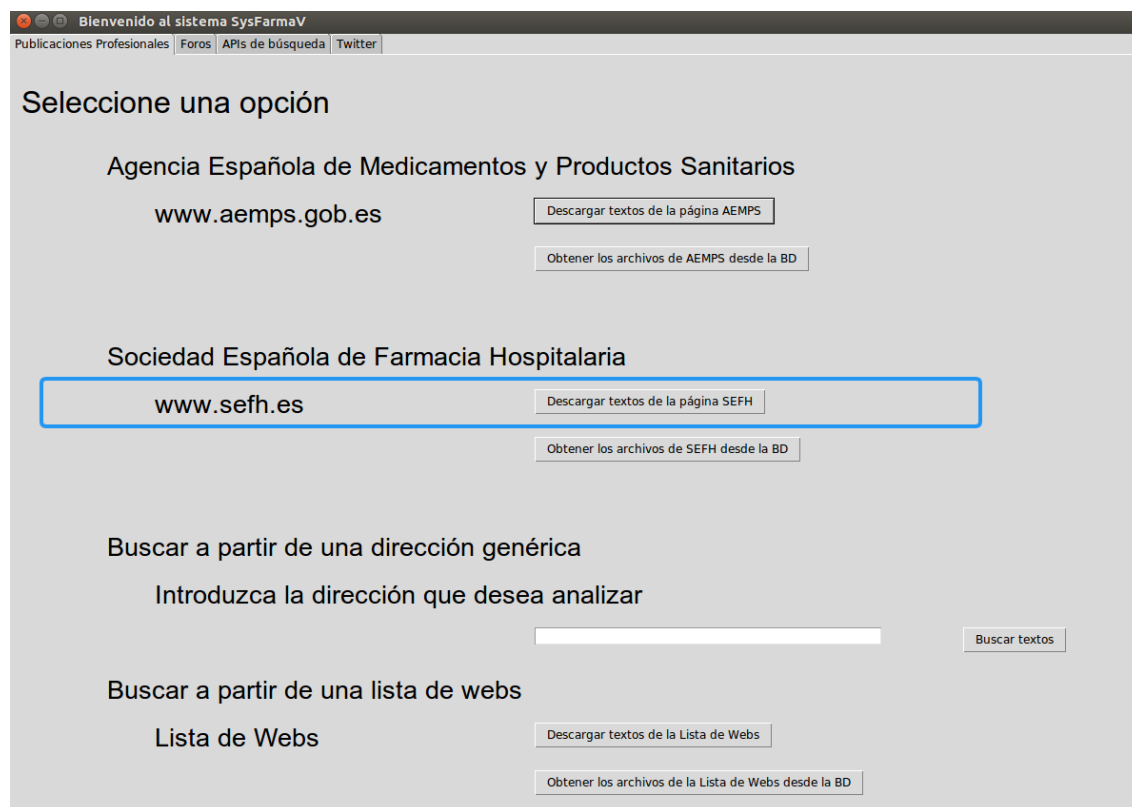 Bienvenido al sistema SysFarmaV
Publicaciones Profesionales Foros APIs de búsqueda Twitter
Seleccione una opción
Agencia Española de Medicamentos y Productos Sanitarios
www.aemps.gob.es Descargar textos de la página AEMPS
Obtener los archivos de AEMPS desde la BD
Sociedad Española de Farmacia Hospitalaria
www.sefh.es Descargar textos de la página SEFH
Obtener los archivos de SEFH desde la BD
Buscar a partir de una dirección genérica
Introduzca la dirección que desea analizar
Buscar textos
Buscar a partir de una lista de webs
Lista de Webs Descargar textos de la Lista de Webs
Obtener los archivos de la Lista de Webs desde la BD